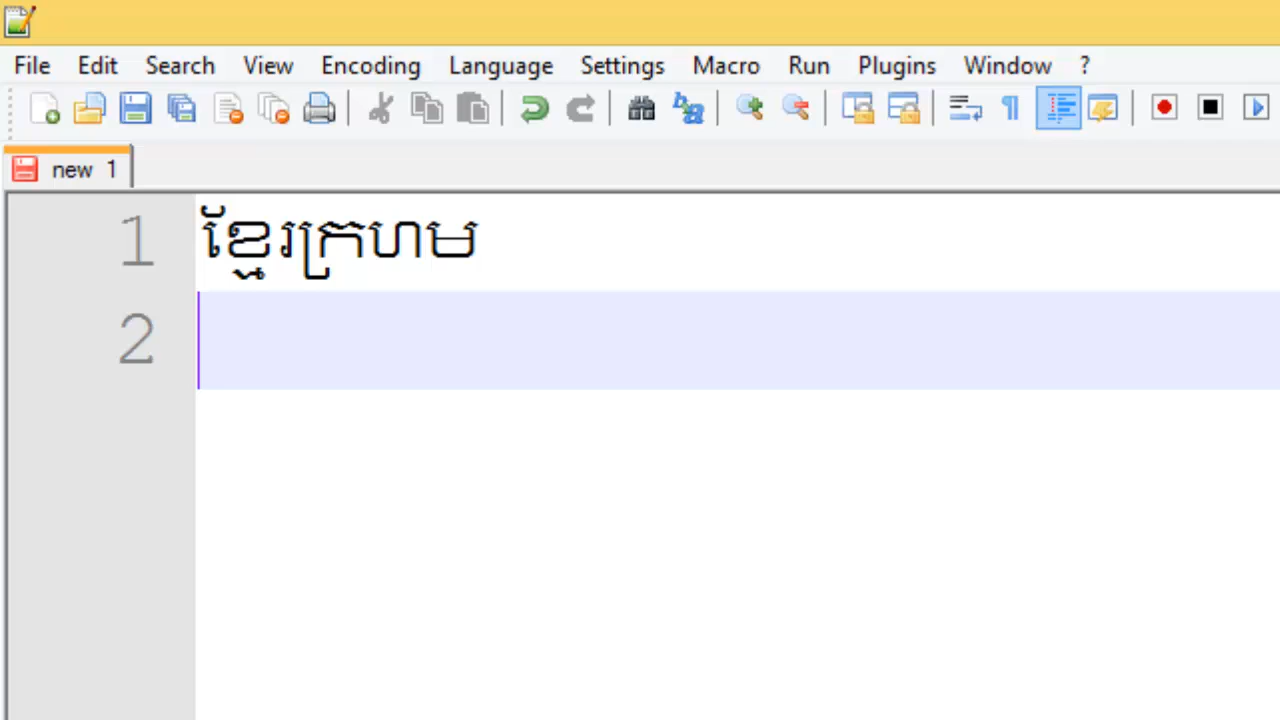 File Edit Search View Encoding Language Settings Macro Run Plugins Window ?
new 1
1 ខ្មែរក្រហម
2